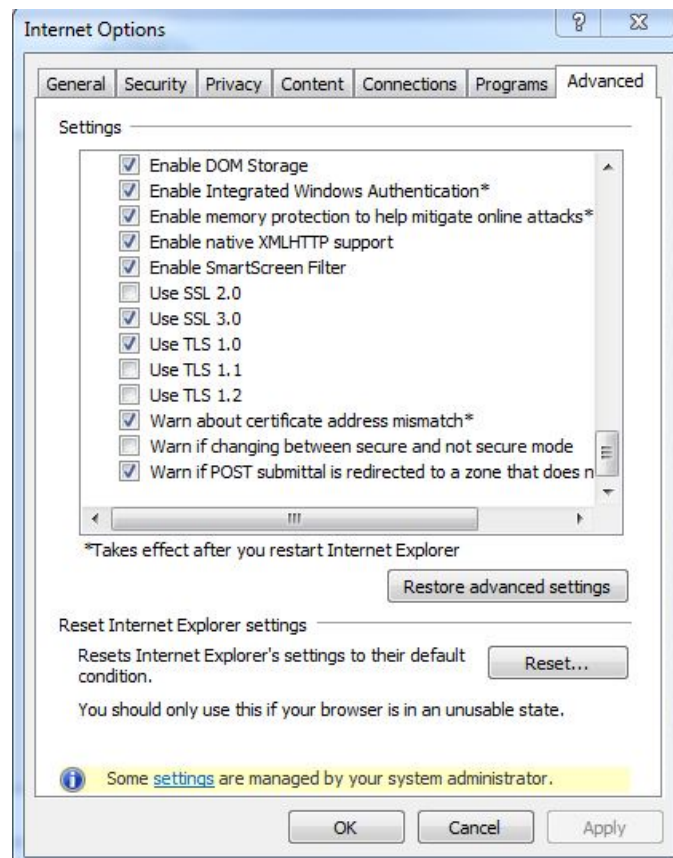 Internet Options
General Security Privacy Content Connections Programs Advanced
Settings
Enable DOM Storage
Enable Integrated Windows Authentication*
Enable memory protection to help mitigate online attacks*
Enable native XMLHTTP support
Enable SmartScreen Filter
Use SSL 2.0
Use SSL 3.0
Use TLS 1.0
Use TLS 1.1
Use TLS 1.2
Warn about certificate address mismatch*
Warn if changing between secure and not secure mode
Warn if POST submittal is redirected to a zone that does n
*Takes effect after you restart Internet Explorer
Restore advanced settings
Reset Internet Explorer settings
Resets Internet Explorer's settings to their default
condition.
Reset...
You should only use this if your browser is in an unusable state.
Some settings are managed by your system administrator.
OK Cancel Apply